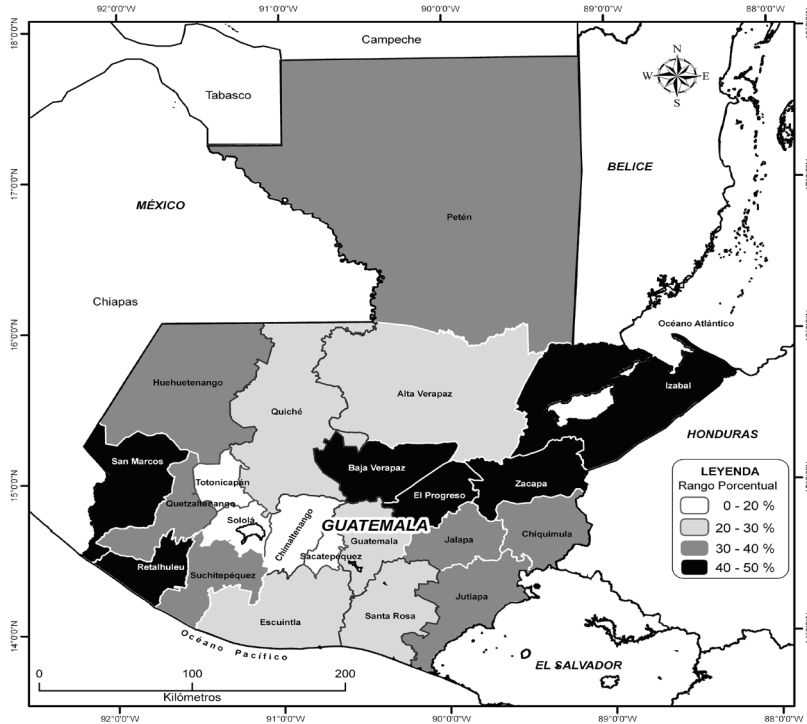 92°0'0"W 91°0'0"W 90°0'0"W 89°0'0"W 88°0'0"W
18°0'0"N
Campeche
N
W E
S
Tabasco
BELICE
17°0'0"N
MÉXICO
Petén
Chiapas
Océano Atlántico
16°0'0"N
Huehuetenango
Izabal
Alta Verapaz
Quiché
HONDURAS
San Marcos
Baja Verapaz
LEYENDA
Totonicapán
Zacapa
Rango Porcentual
15°0'0"N
El Progreso
Quetzaltenango
0 - 20 %
Sololá
Chimaltenango
GUATEMALA
20 - 30 %
Chiquimula
Guatemala
Jalapa
30 - 40 %
Sacatepéquez
Retalhuleu
40 - 50 %
Suchitepéquez
Jutiapa
Santa Rosa
Escuintla
14°0'0"N
Océano Pacífico
EL SALVADOR
0 100 200
Kilómetros
92°0'0"W 91°0'0"W 90°0'0"W 89°0'0"W 88°0'0"W